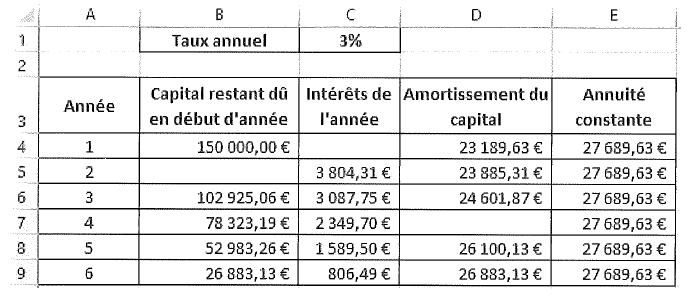 A B C D E
1 Taux annuel 3%
2
3 Année Capital restant dû en début d'année Intérêts de l'année Amortissement du capital Annuité constante
4 1 150 000,00 € 23 189,63 € 27 689,63 €
5 2 3 804,31 € 23 885,31 € 27 689,63 €
6 3 102 925,06 € 3 087,75 € 24 601,87 € 27 689,63 €
7 4 78 323,19 € 2 349,70 € 27 689,63 €
8 5 52 983,26 € 1 589,50 € 26 100,13 € 27 689,63 €
9 6 26 883,13 € 806,49 € 26 883,13 € 27 689,63 €